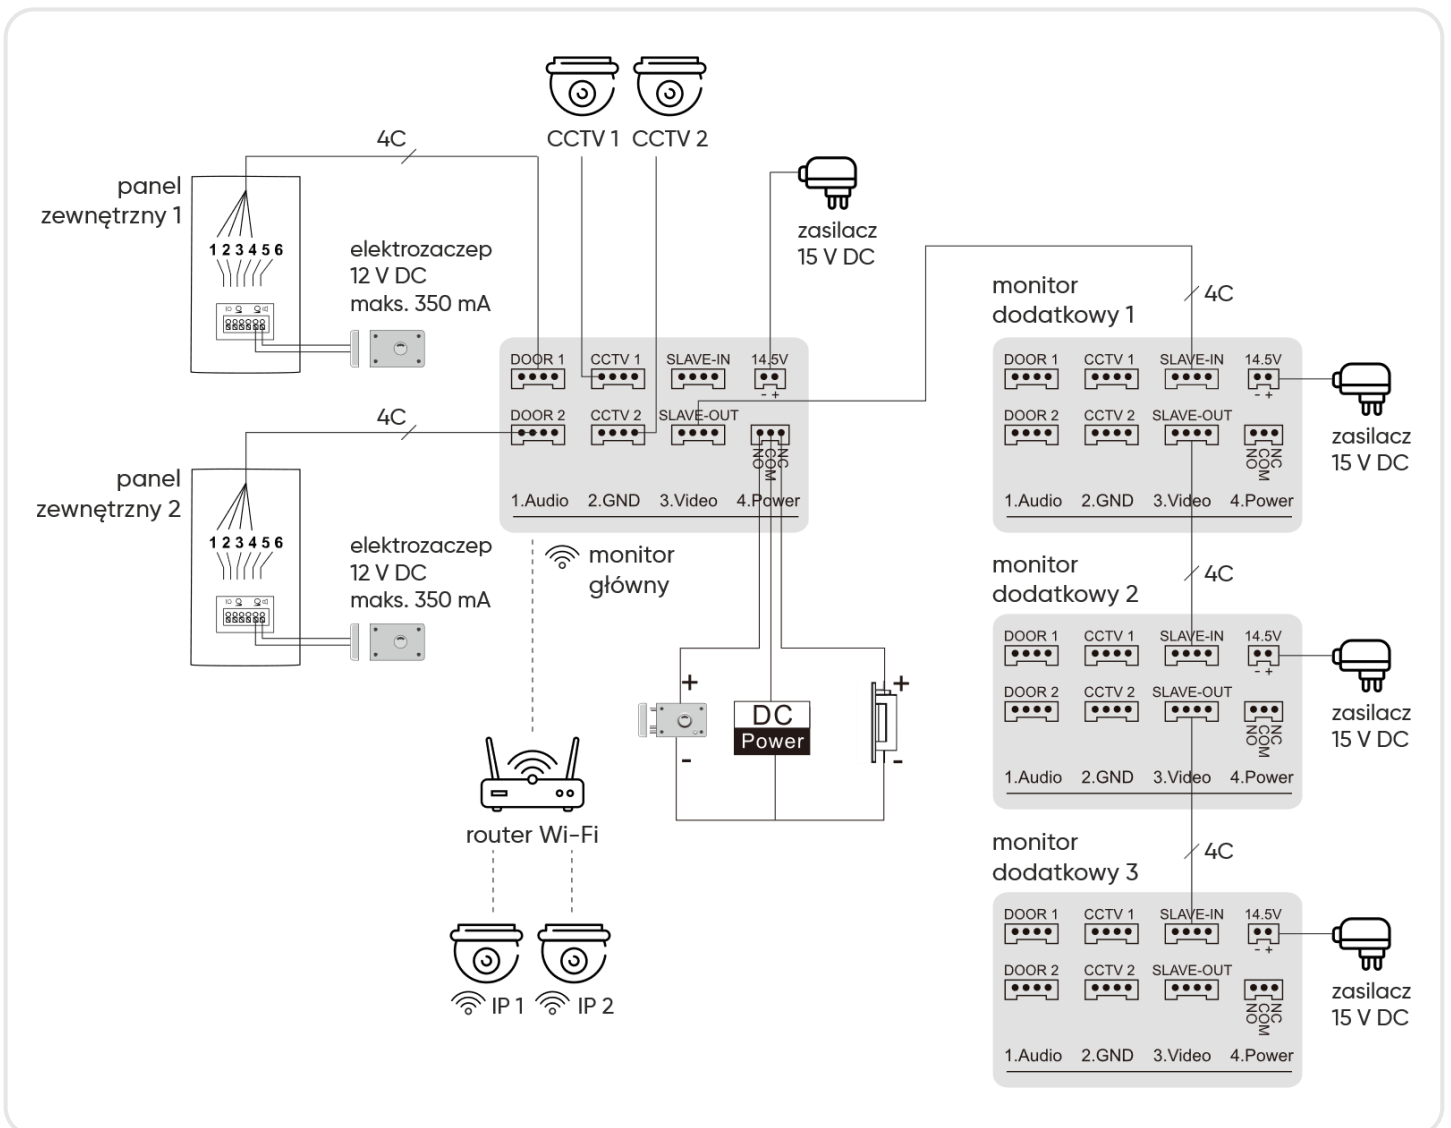 CCTV 1
CCTV 2
4C
panel
zewnętrzny 1
1 2 3 4 5 6
elektrozaczep
12 V DC
maks. 350 mA
zasilacz
15 V DC
DOOR 1
CCTV 1
SLAVE-IN
14.5V
- +
DOOR 2
CCTV 2
SLAVE-OUT
NO
COM
NC
1.Audio
2.GND
3.Video
4.Power
monitor
główny
4C
panel
zewnętrzny 2
1 2 3 4 5 6
elektrozaczep
12 V DC
maks. 350 mA
+
-
DC
Power
+
-
router Wi-Fi
IP 1
IP 2
monitor
dodatkowy 1
4C
DOOR 1
CCTV 1
SLAVE-IN
14.5V
- +
DOOR 2
CCTV 2
SLAVE-OUT
NO
COM
NC
1.Audio
2.GND
3.Video
4.Power
zasilacz
15 V DC
monitor
dodatkowy 2
4C
DOOR 1
CCTV 1
SLAVE-IN
14.5V
- +
DOOR 2
CCTV 2
SLAVE-OUT
NO
COM
NC
1.Audio
2.GND
3.Video
4.Power
zasilacz
15 V DC
monitor
dodatkowy 3
4C
DOOR 1
CCTV 1
SLAVE-IN
14.5V
- +
DOOR 2
CCTV 2
SLAVE-OUT
NO
COM
NC
1.Audio
2.GND
3.Video
4.Power
zasilacz
15 V DC